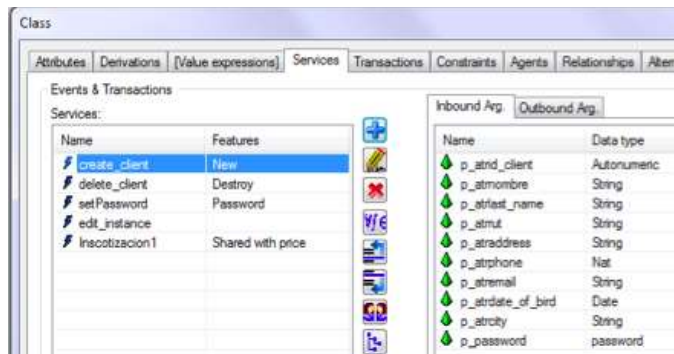 Class
Attributes Derivations [Value expressions] Services Transactions Constraints Agents Relationships Alter
Events & Transactions
Services:
Name Features
create_client New
delete_client Destroy
setPassword Password
edit_instance
Inscotizacion1 Shared with price
Inbound Arg. Outbound Arg.
Name Data type
p_atrid_client Autonumeric
p_atrnombre String
p_atrlast_name String
p_atrrut String
p_atraddress String
p_atrphone Nat
p_atremail String
p_atrdate_of_bird Date
p_atrcity String
p_password password